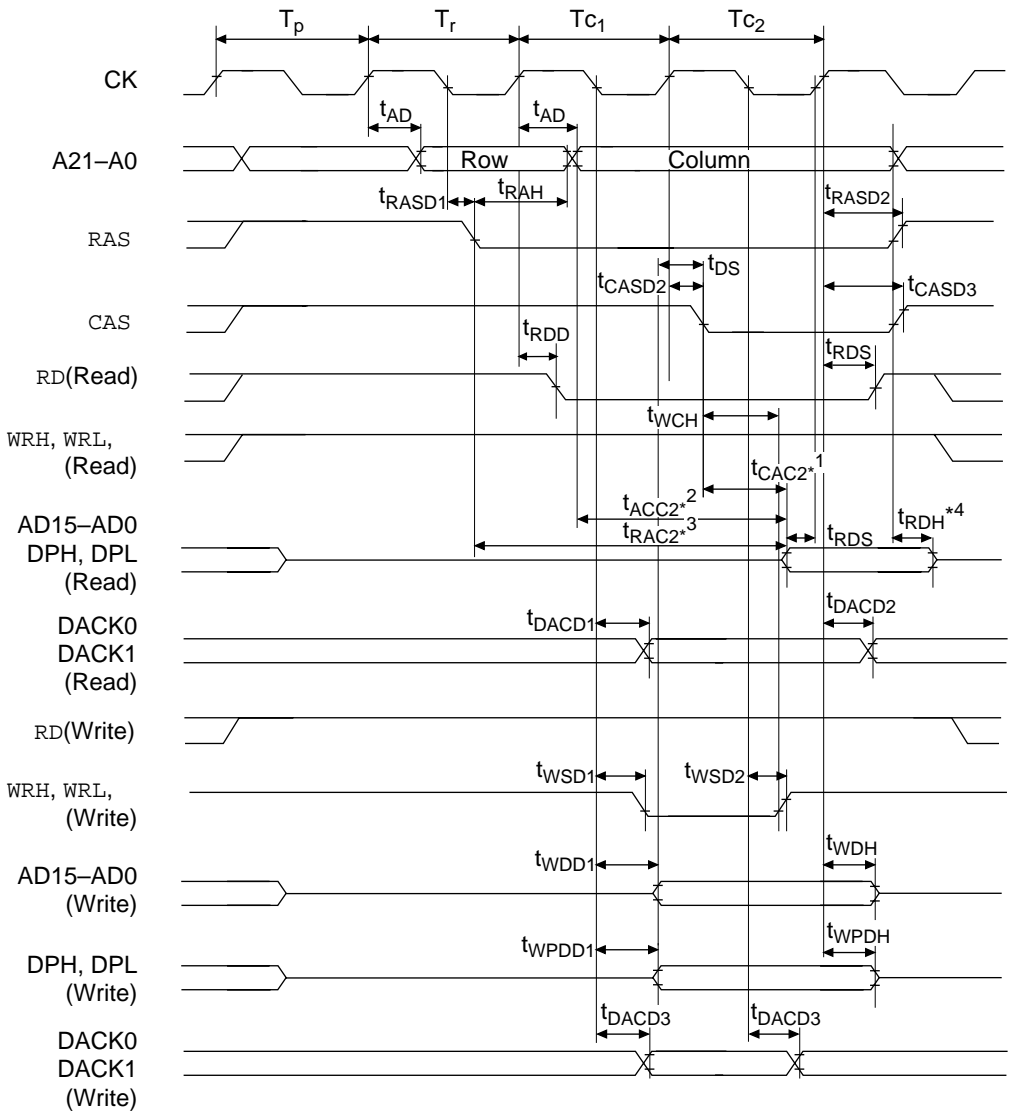 Tp Tr Tc1 Tc2
CK
tAD tAD
A21–A0 Row Column
tRASD1 tRAH tRASD2
RAS
tDS
tCASD2 tCASD3
CAS
tRDD tRDS
RD(Read)
tWCH
WRH, WRL,
(Read)
tCAC2*1
tACC2*2
AD15–AD0
tRAC2*3 tRDS tRDH*4
DPH, DPL
(Read)
DACK0 tDACD1 tDACD2
DACK1
(Read)
RD(Write)
tWSD1 tWSD2
WRH, WRL,
(Write)
tWDD1 tWDH
AD15–AD0
(Write)
tWPDD1 tWPDH
DPH, DPL
(Write)
tDACD3 tDACD3
DACK0
DACK1
(Write)